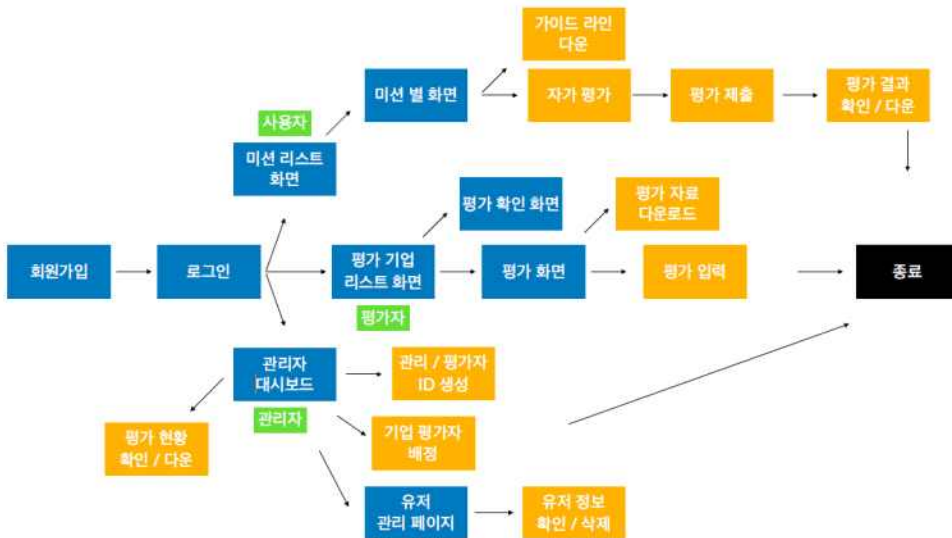 가이드 라인
다운
미션 별 화면
자가 평가
평가 제출
평가 결과
확인 / 다운
사용자
미션 리스트
화면
평가 확인 화면
평가 자료
다운로드
회원가입
로그인
평가 기업
리스트 화면
평가 화면
평가 입력
종료
평가자
관리자
대시보드
관리 / 평가자
ID 생성
관리자
평가 현황
확인 / 다운
기업 평가자
배정
유저
관리 페이지
유저 정보
확인 / 삭제